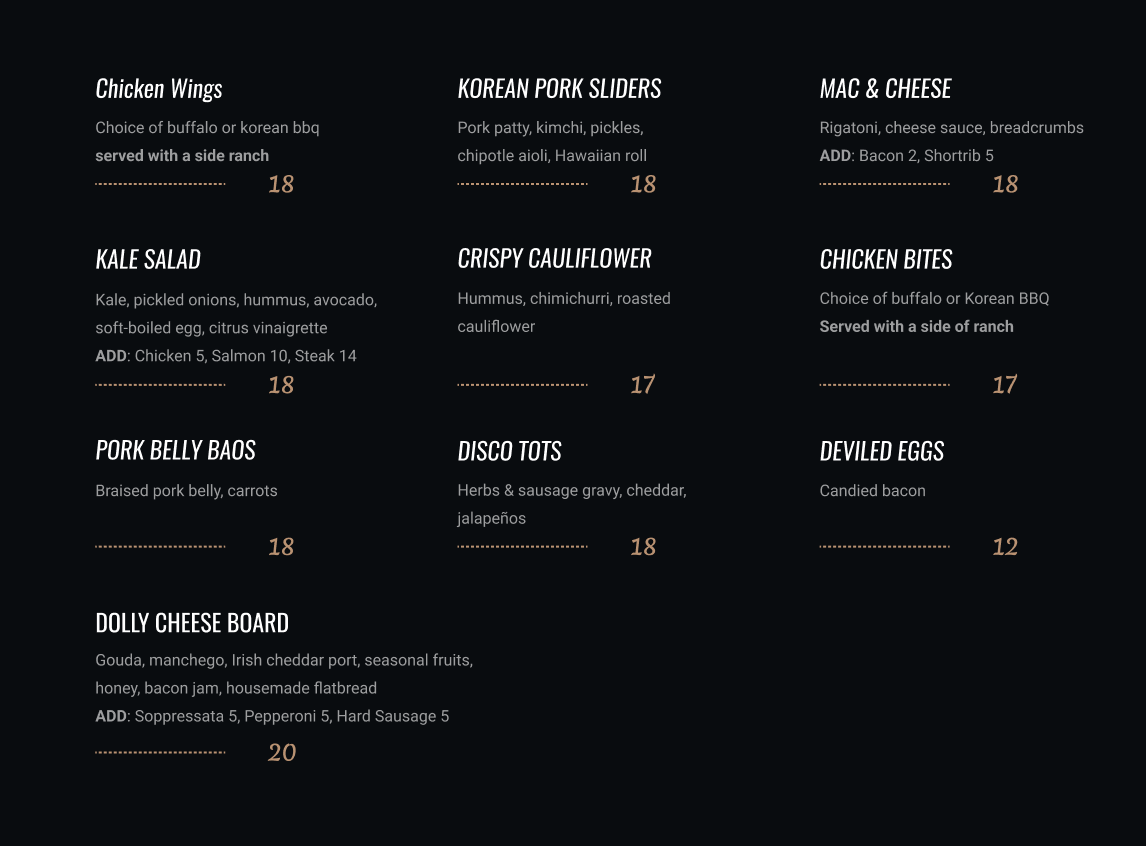 Chicken Wings
Choice of buffalo or korean bbq
served with a side ranch
18
KOREAN PORK SLIDERS
Pork patty, kimchi, pickles,
chipotle aioli, Hawaiian roll
18
MAC & CHEESE
Rigatoni, cheese sauce, breadcrumbs
ADD: Bacon 2, Shortrib 5
18
KALE SALAD
Kale, pickled onions, hummus, avocado,
soft-boiled egg, citrus vinaigrette
ADD: Chicken 5, Salmon 10, Steak 14
18
CRISPY CAULIFLOWER
Hummus, chimichurri, roasted
cauliflower
17
CHICKEN BITES
Choice of buffalo or Korean BBQ
Served with a side of ranch
17
PORK BELLY BAOS
Braised pork belly, carrots
18
DISCO TOTS
Herbs & sausage gravy, cheddar,
jalapeños
18
DEVILED EGGS
Candied bacon
12
DOLLY CHEESE BOARD
Gouda, manchego, Irish cheddar port, seasonal fruits,
honey, bacon jam, housemade flatbread
ADD: Soppressata 5, Pepperoni 5, Hard Sausage 5
20